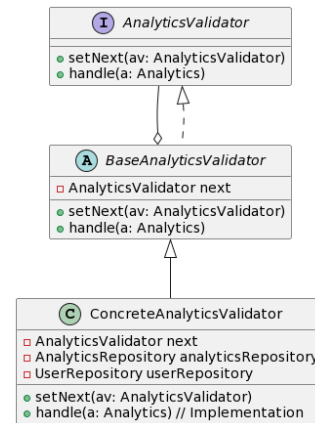 I AnalyticsValidator
setNext(av: AnalyticsValidator)
handle(a: Analytics)
A BaseAnalyticsValidator
AnalyticsValidator next
setNext(av: AnalyticsValidator)
handle(a: Analytics)
C ConcreteAnalyticsValidator
AnalyticsValidator next
AnalyticsRepository analyticsRepository
UserRepository userRepository
setNext(av: AnalyticsValidator)
handle(a: Analytics) // Implementation